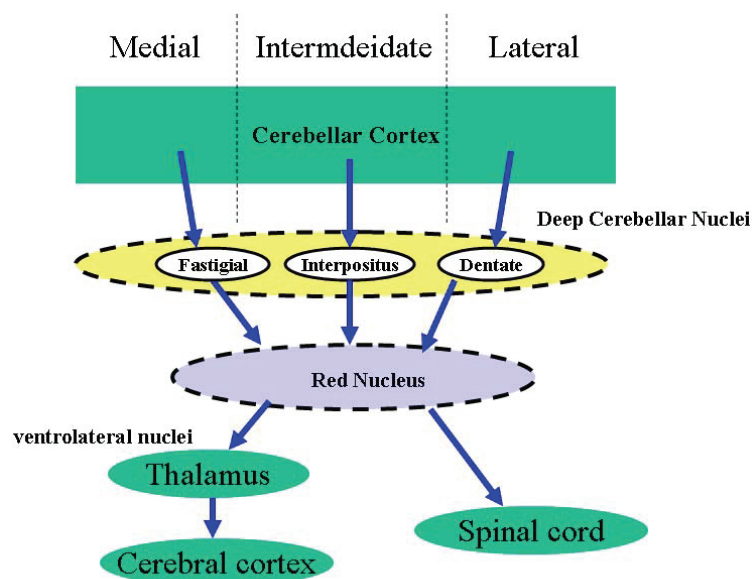 Medial Intermdeidate Lateral
Cerebellar Cortex
Deep Cerebellar Nuclei
Fastigial Interpositus Dentate
Red Nucleus
ventrolateral nuclei
Thalamus
Spinal cord
Cerebral cortex